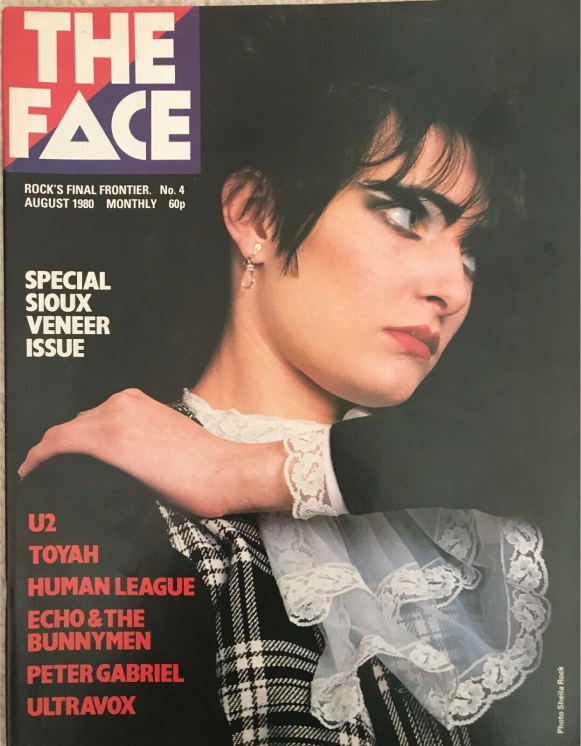 THE
FACE
ROCK'S FINAL FRONTIER. No. 4
AUGUST 1980 MONTHLY 60p
SPECIAL
SIOUX
VENEER
ISSUE
U2
TOYAH
HUMAN LEAGUE
ECHO & THE
BUNNYMEN
PETER GABRIEL
ULTRAVOX
Photo Sheila Rock